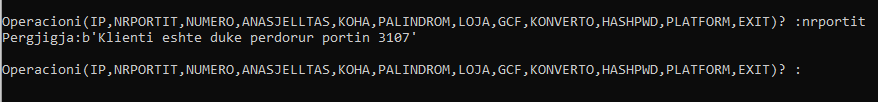 Operacioni(IP,NRPORTIT,NUMERO,ANASJELLTAS,KOHA,PALINDROM,LOJA,GCF,KONVERTO,HASHPWD,PLATFORM,EXIT)? :nrportit
Pergjigja:b'Klienti eshte duke perdorur portin 3107'
Operacioni(IP,NRPORTIT,NUMERO,ANASJELLTAS,KOHA,PALINDROM,LOJA,GCF,KONVERTO,HASHPWD,PLATFORM,EXIT)? :